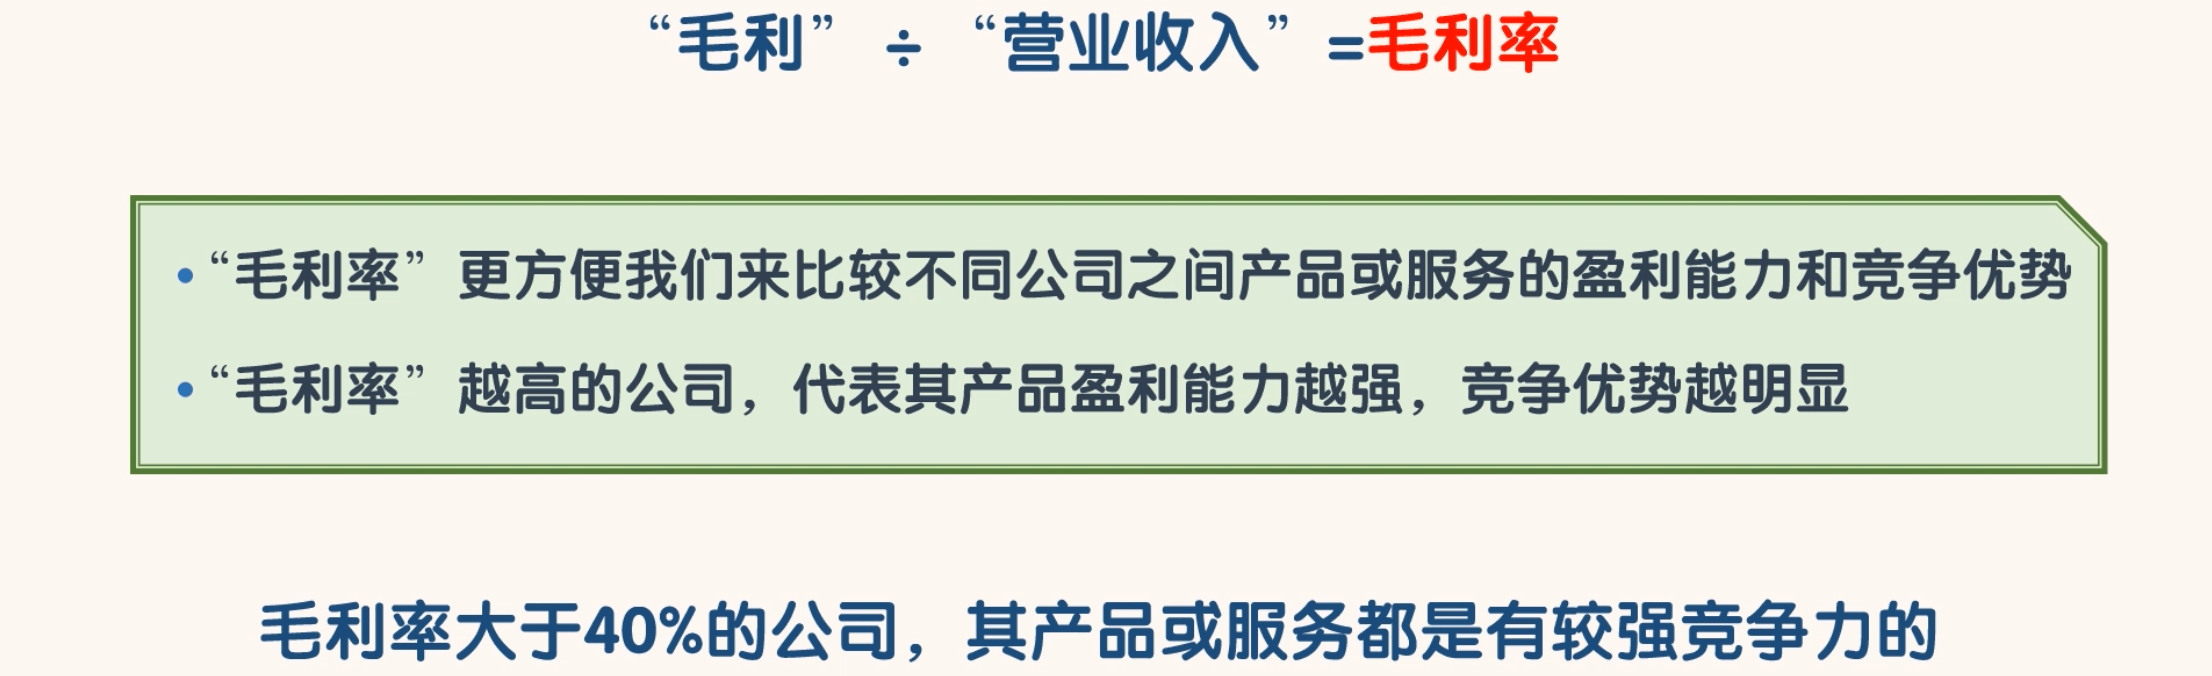 “毛利” ÷ “营业收入” =毛利率
•“毛利率”更方便我们来比较不同公司之间产品或服务的盈利能力和竞争优势
•“毛利率”越高的公司，代表其产品盈利能力越强，竞争优势越明显
毛利率大于40%的公司，其产品或服务都是有较强竞争力的